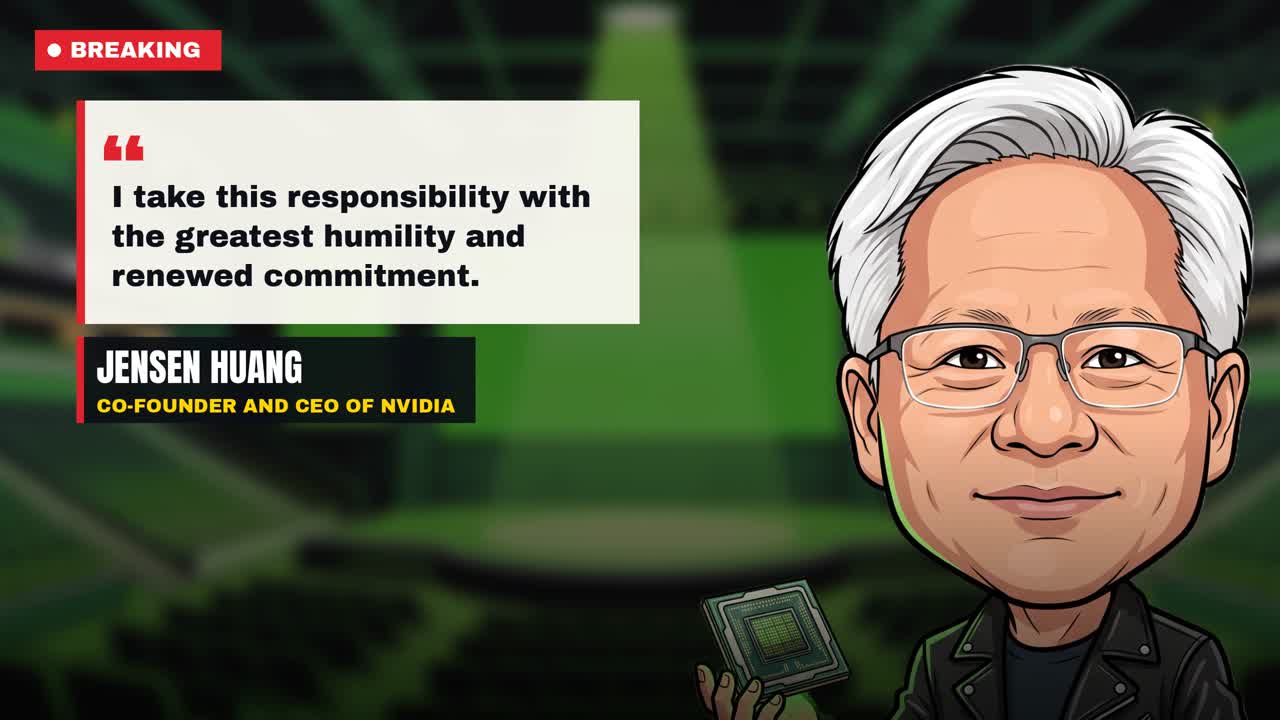 BREAKING
❝
I take this responsibility with
the greatest humility and
renewed commitment.
JENSEN HUANG
CO-FOUNDER AND CEO OF NVIDIA